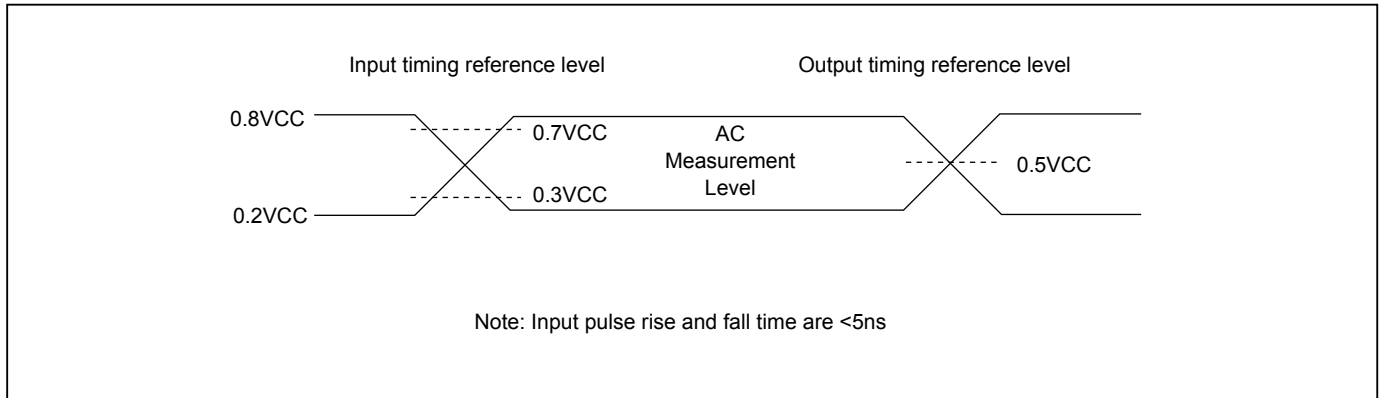 Input timing reference level
Output timing reference level
0.8VCC
0.7VCC
AC
Measurement
Level
0.5VCC
0.3VCC
0.2VCC
Note: Input pulse rise and fall time are <5ns